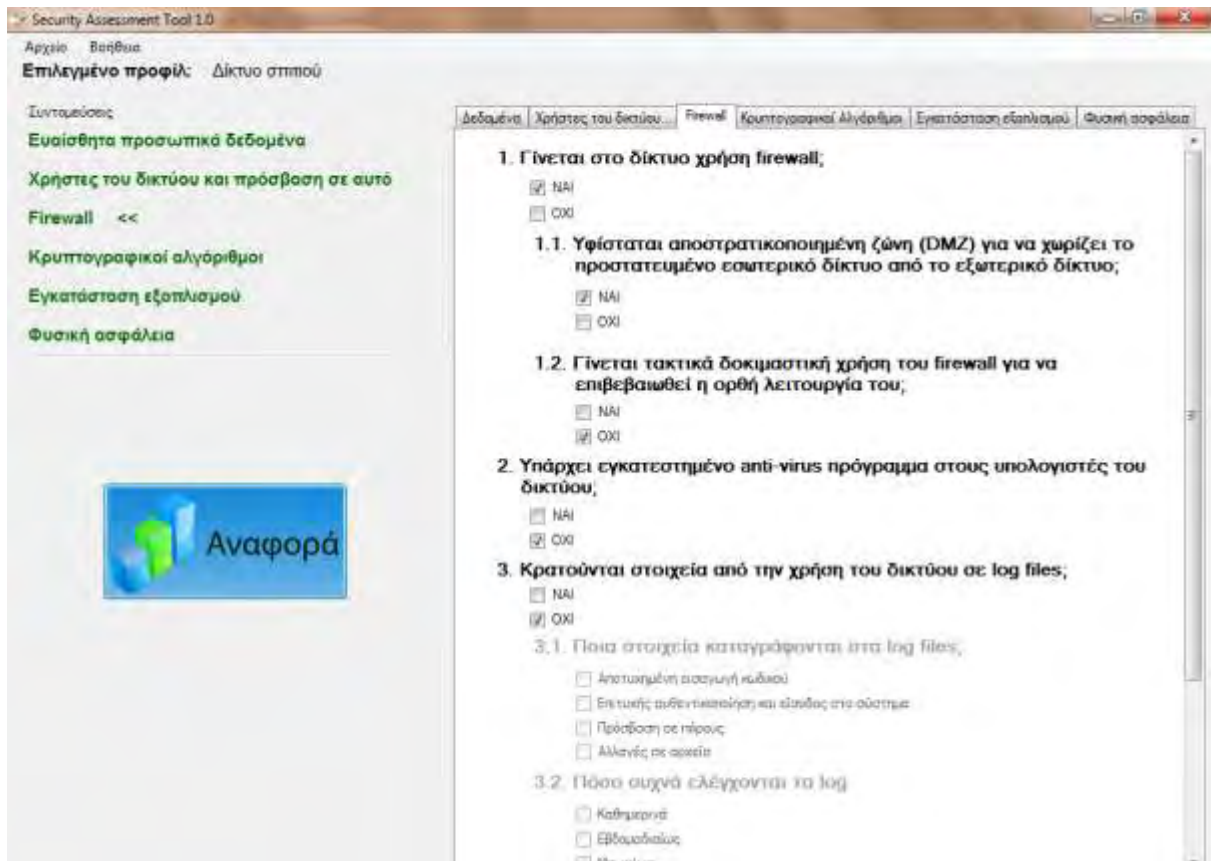 Security Assessment Tool 1.0
Αρχείο Βοήθεια
Επιλεγμένο προφίλ: Δίκτυο σπιτιού
Συντομεύσεις
Ευαίσθητα προσωπικά δεδομένα
Χρήστες του δικτύου και πρόσβαση σε αυτό
Firewall <<
Κρυπτογραφικοί αλγόριθμοι
Εγκατάσταση εξοπλισμού
Φυσική ασφάλεια
Αναφορά
Δεδομένα Χρήστες του δικτύου... Firewall Κρυπτογραφικοί Αλγόριθμοι Εγκατάσταση εξοπλισμού Φυσική ασφάλεια
1. Γίνεται στο δίκτυο χρήση firewall;
ΝΑΙ
ΟΧΙ
1.1. Υφίσταται αποστρατικοποιημένη ζώνη (DMZ) για να χωρίζει το
προστατευμένο εσωτερικό δίκτυο από το εξωτερικό δίκτυο;
ΝΑΙ
ΟΧΙ
1.2. Γίνεται τακτικά δοκιμαστική χρήση του firewall για να
επιβεβαιωθεί η ορθή λειτουργία του;
ΝΑΙ
ΟΧΙ
2. Υπάρχει εγκατεστημένο anti-virus πρόγραμμα στους υπολογιστές του
δικτύου;
ΝΑΙ
ΟΧΙ
3. Κρατούνται στοιχεία από την χρήση του δικτύου σε log files;
ΝΑΙ
ΟΧΙ
3.1. Ποια στοιχεία καταγράφονται στα log files;
Αποτυχημένη εισαγωγή κωδικού
Επιτυχής αυθεντικοποίηση και είσοδος στο σύστημα
Πρόσβαση σε πόρους
Αλλαγές σε αρχεία
3.2. Πόσο συχνά ελέγχονται τα log
Καθημερινά
Εβδομαδιαίως